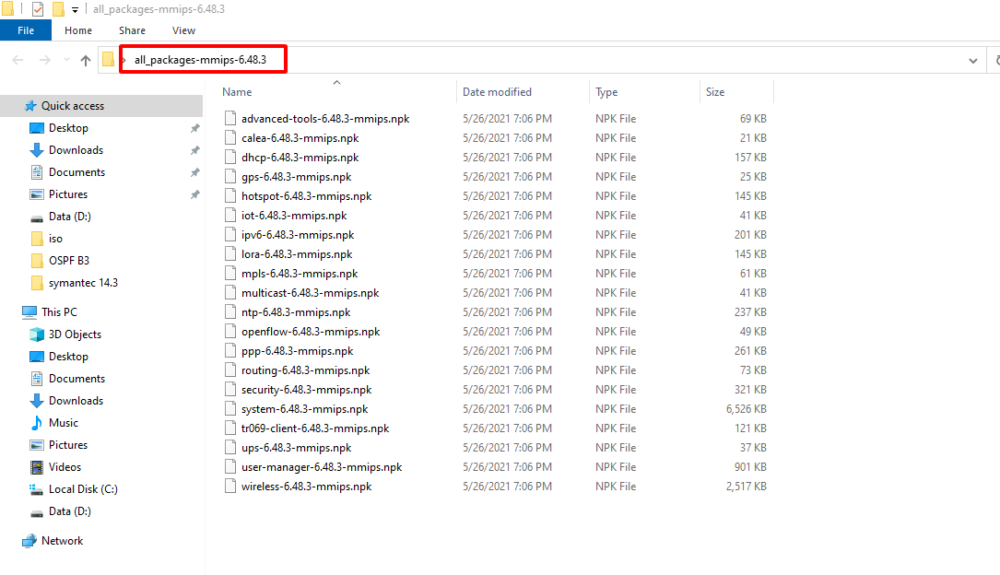 all_packages-mmips-6.48.3
File Home Share View
all_packages-mmips-6.48.3
Quick access
Desktop
Downloads
Documents
Pictures
Data (D:)
iso
OSPF B3
symantec 14.3
This PC
3D Objects
Desktop
Documents
Downloads
Music
Pictures
Videos
Local Disk (C:)
Data (D:)
Network
Name Date modified Type Size
advanced-tools-6.48.3-mmips.npk 5/26/2021 7:06 PM NPK File 69 KB
calea-6.48.3-mmips.npk 5/26/2021 7:06 PM NPK File 21 KB
dhcp-6.48.3-mmips.npk 5/26/2021 7:06 PM NPK File 157 KB
gps-6.48.3-mmips.npk 5/26/2021 7:06 PM NPK File 25 KB
hotspot-6.48.3-mmips.npk 5/26/2021 7:06 PM NPK File 145 KB
iot-6.48.3-mmips.npk 5/26/2021 7:06 PM NPK File 41 KB
ipv6-6.48.3-mmips.npk 5/26/2021 7:06 PM NPK File 201 KB
lora-6.48.3-mmips.npk 5/26/2021 7:06 PM NPK File 145 KB
mpls-6.48.3-mmips.npk 5/26/2021 7:06 PM NPK File 61 KB
multicast-6.48.3-mmips.npk 5/26/2021 7:06 PM NPK File 41 KB
ntp-6.48.3-mmips.npk 5/26/2021 7:06 PM NPK File 237 KB
openflow-6.48.3-mmips.npk 5/26/2021 7:06 PM NPK File 49 KB
ppp-6.48.3-mmips.npk 5/26/2021 7:06 PM NPK File 261 KB
routing-6.48.3-mmips.npk 5/26/2021 7:06 PM NPK File 73 KB
security-6.48.3-mmips.npk 5/26/2021 7:06 PM NPK File 321 KB
system-6.48.3-mmips.npk 5/26/2021 7:06 PM NPK File 6,526 KB
tr069-client-6.48.3-mmips.npk 5/26/2021 7:06 PM NPK File 121 KB
ups-6.48.3-mmips.npk 5/26/2021 7:06 PM NPK File 37 KB
user-manager-6.48.3-mmips.npk 5/26/2021 7:06 PM NPK File 901 KB
wireless-6.48.3-mmips.npk 5/26/2021 7:06 PM NPK File 2,517 KB